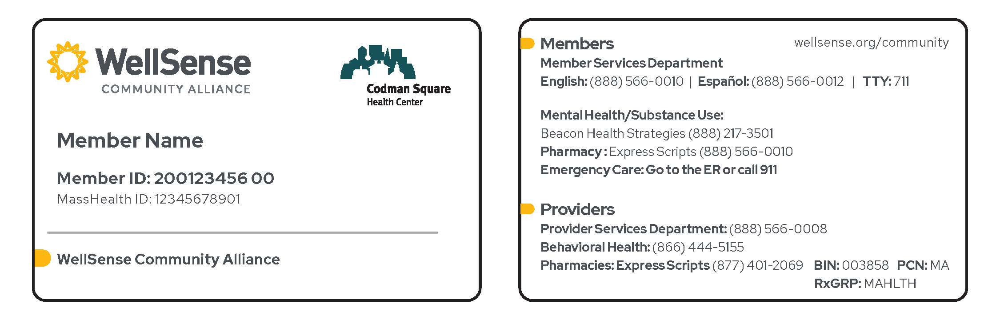 WellSense
COMMUNITY ALLIANCE
Codman Square
Health Center
Member Name
Member ID: 200123456 00
MassHealth ID: 12345678901
WellSense Community Alliance
Members
wellsense.org/community
Member Services Department
English: (888) 566-0010 | Español: (888) 566-0012 | TTY: 711
Mental Health/Substance Use:
Beacon Health Strategies (888) 217-3501
Pharmacy : Express Scripts (888) 566-0010
Emergency Care: Go to the ER or call 911
Providers
Provider Services Department: (888) 566-0008
Behavioral Health: (866) 444-5155
Pharmacies: Express Scripts (877) 401-2069 BIN: 003858 PCN: MA
RxGRP: MAHLTH